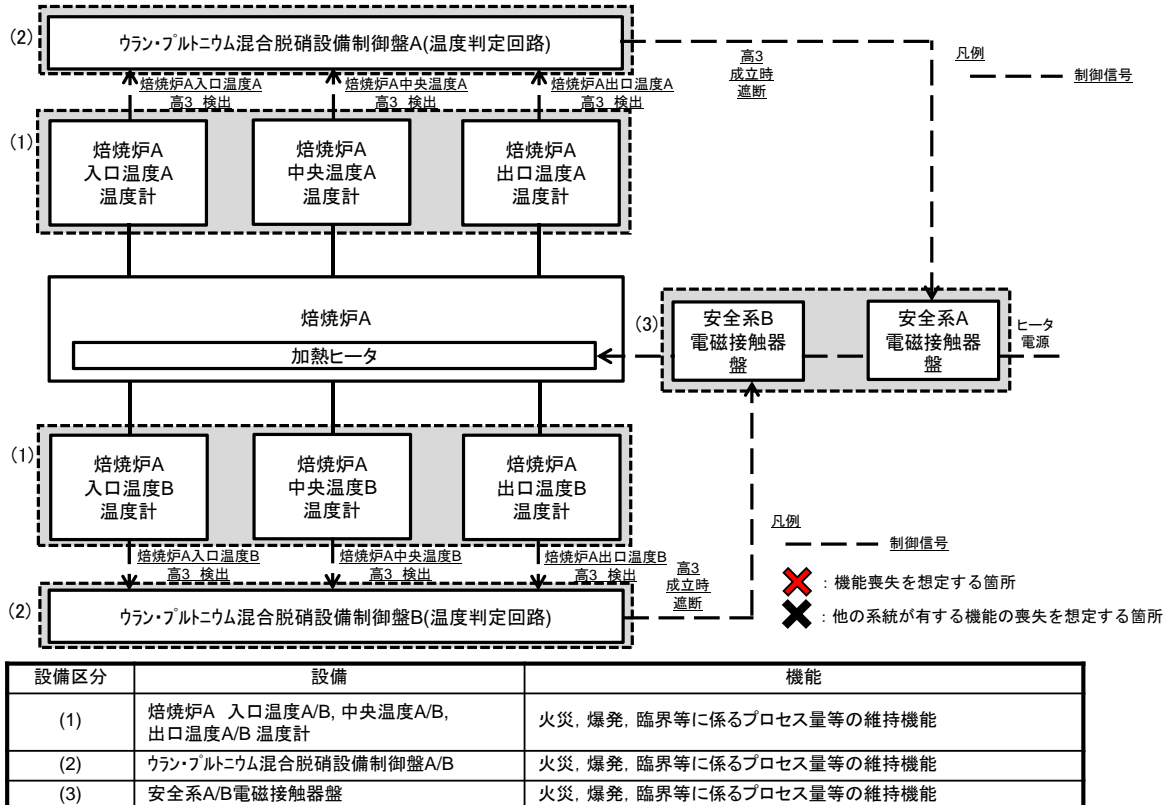 (2)
ウラン・プルトニウム混合脱硝設備制御盤A(温度判定回路)
焙焼炉A入口温度A
高3 検出
焙焼炉A中央温度A
高3 検出
焙焼炉A出口温度A
高3 検出
高3
成立時
遮断
凡例
制御信号
(1)
焙焼炉A
入口温度A
温度計
焙焼炉A
中央温度A
温度計
焙焼炉A
出口温度A
温度計
焙焼炉A
加熱ヒータ
(3)
安全系B
電磁接触器
盤
安全系A
電磁接触器
盤
ヒータ
電源
(1)
焙焼炉A
入口温度B
温度計
焙焼炉A
中央温度B
温度計
焙焼炉A
出口温度B
温度計
焙焼炉A入口温度B
高3 検出
焙焼炉A中央温度B
高3 検出
焙焼炉A出口温度B
高3 検出
高3
成立時
遮断
(2)
ウラン・プルトニウム混合脱硝設備制御盤B(温度判定回路)
凡例
制御信号
：機能喪失を想定する箇所
：他の系統が有する機能の喪失を想定する箇所
設備区分 設備 機能
(1) 焙焼炉A 入口温度A/B, 中央温度A/B,
出口温度A/B 温度計 火災, 爆発, 臨界等に係るプロセス量等の維持機能
(2) ウラン・プルトニウム混合脱硝設備制御盤A/B 火災, 爆発, 臨界等に係るプロセス量等の維持機能
(3) 安全系A/B電磁接触器盤 火災, 爆発, 臨界等に係るプロセス量等の維持機能